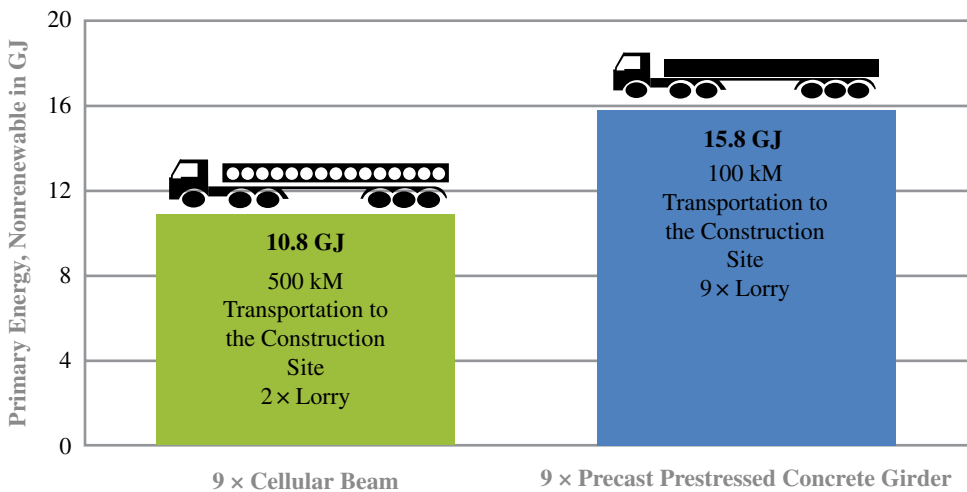 Primary Energy, Nonrenewable in GJ
20
16
12
8
4
0
10.8 GJ
500 kM
Transportation to
the Construction
Site
2 × Lorry
15.8 GJ
100 kM
Transportation to
the Construction
Site
9 × Lorry
9 × Cellular Beam
9 × Precast Prestressed Concrete Girder